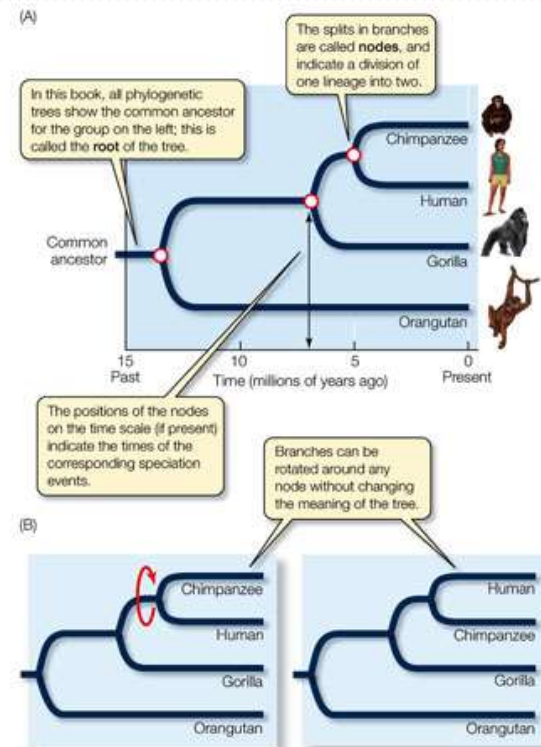 (A)
The splits in branches
are called nodes, and
indicate a division of
one lineage into two.
In this book, all phylogenetic
trees show the common ancestor
for the group on the left; this is
called the root of the tree.
Chimpanzee
Human
Common
ancestor
Gorilla
Orangutan
15
10
5
0
Past
Time (millions of years ago)
Present
The positions of the nodes
on the time scale (if present)
indicate the times of the
corresponding speciation
events.
Branches can be
rotated around any
node without changing
the meaning of the tree.
(B)
Chimpanzee
Human
Gorilla
Orangutan
Human
Chimpanzee
Gorilla
Orangutan